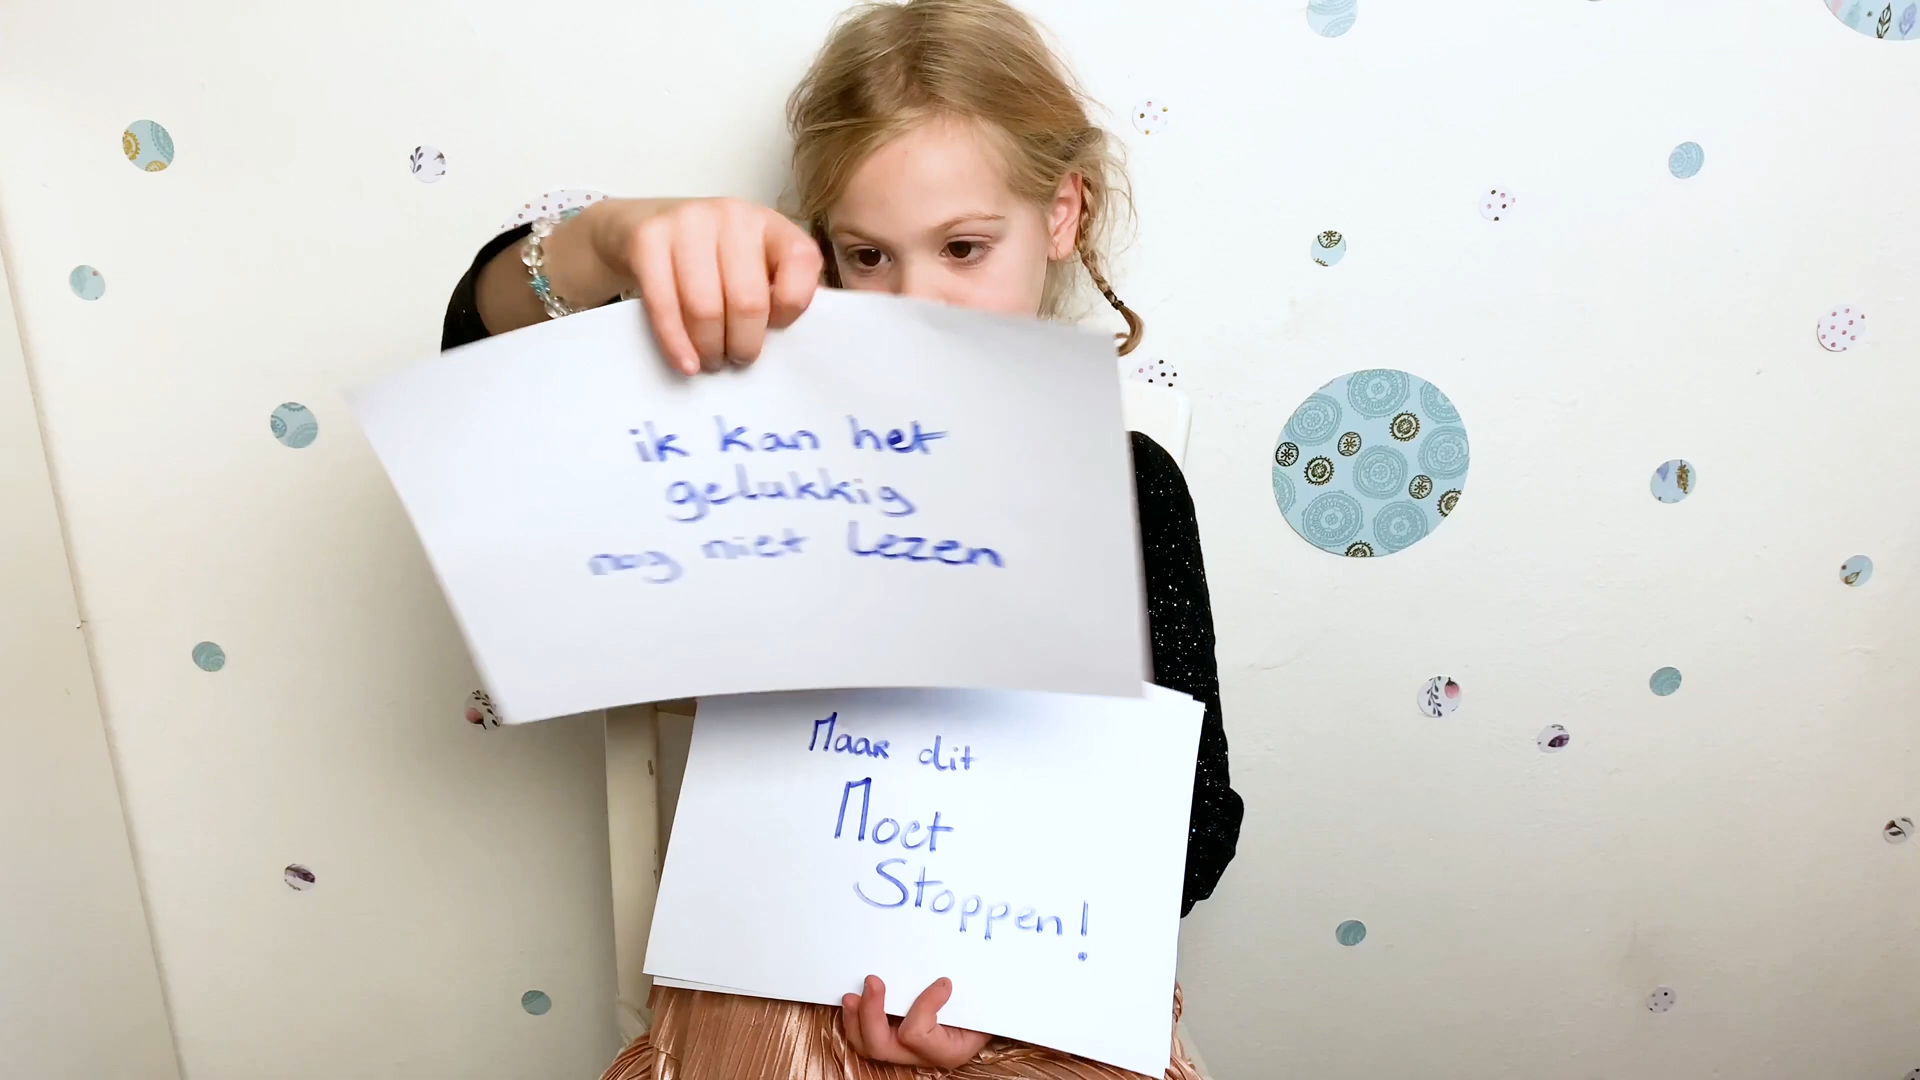 ik kan het
gelukkig
nog niet lezen
Maar dit
Moet
Stoppen!